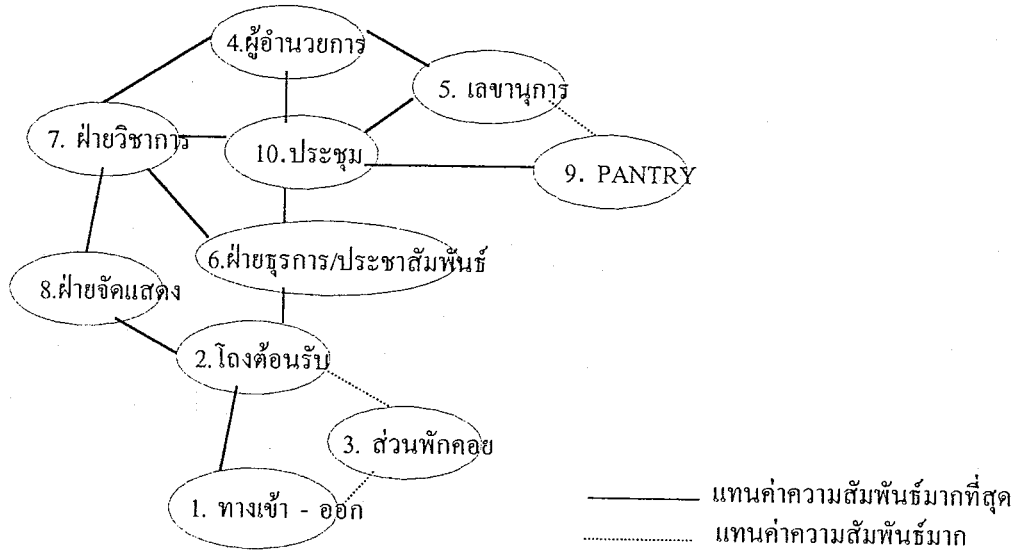 4.ผู้อำนวยการ
5. เลขานุการ
7. ฝ่ายวิชาการ
10.ประชุม
9. PANTRY
6.ฝ่ายธุรการ/ประชาสัมพันธ์
8.ฝ่ายจัดแสดง
2.โถงต้อนรับ
3. ส่วนพักคอย
1. ทางเข้า - ออก
แทนค่าความสัมพันธ์มากที่สุด
แทนค่าความสัมพันธ์มาก